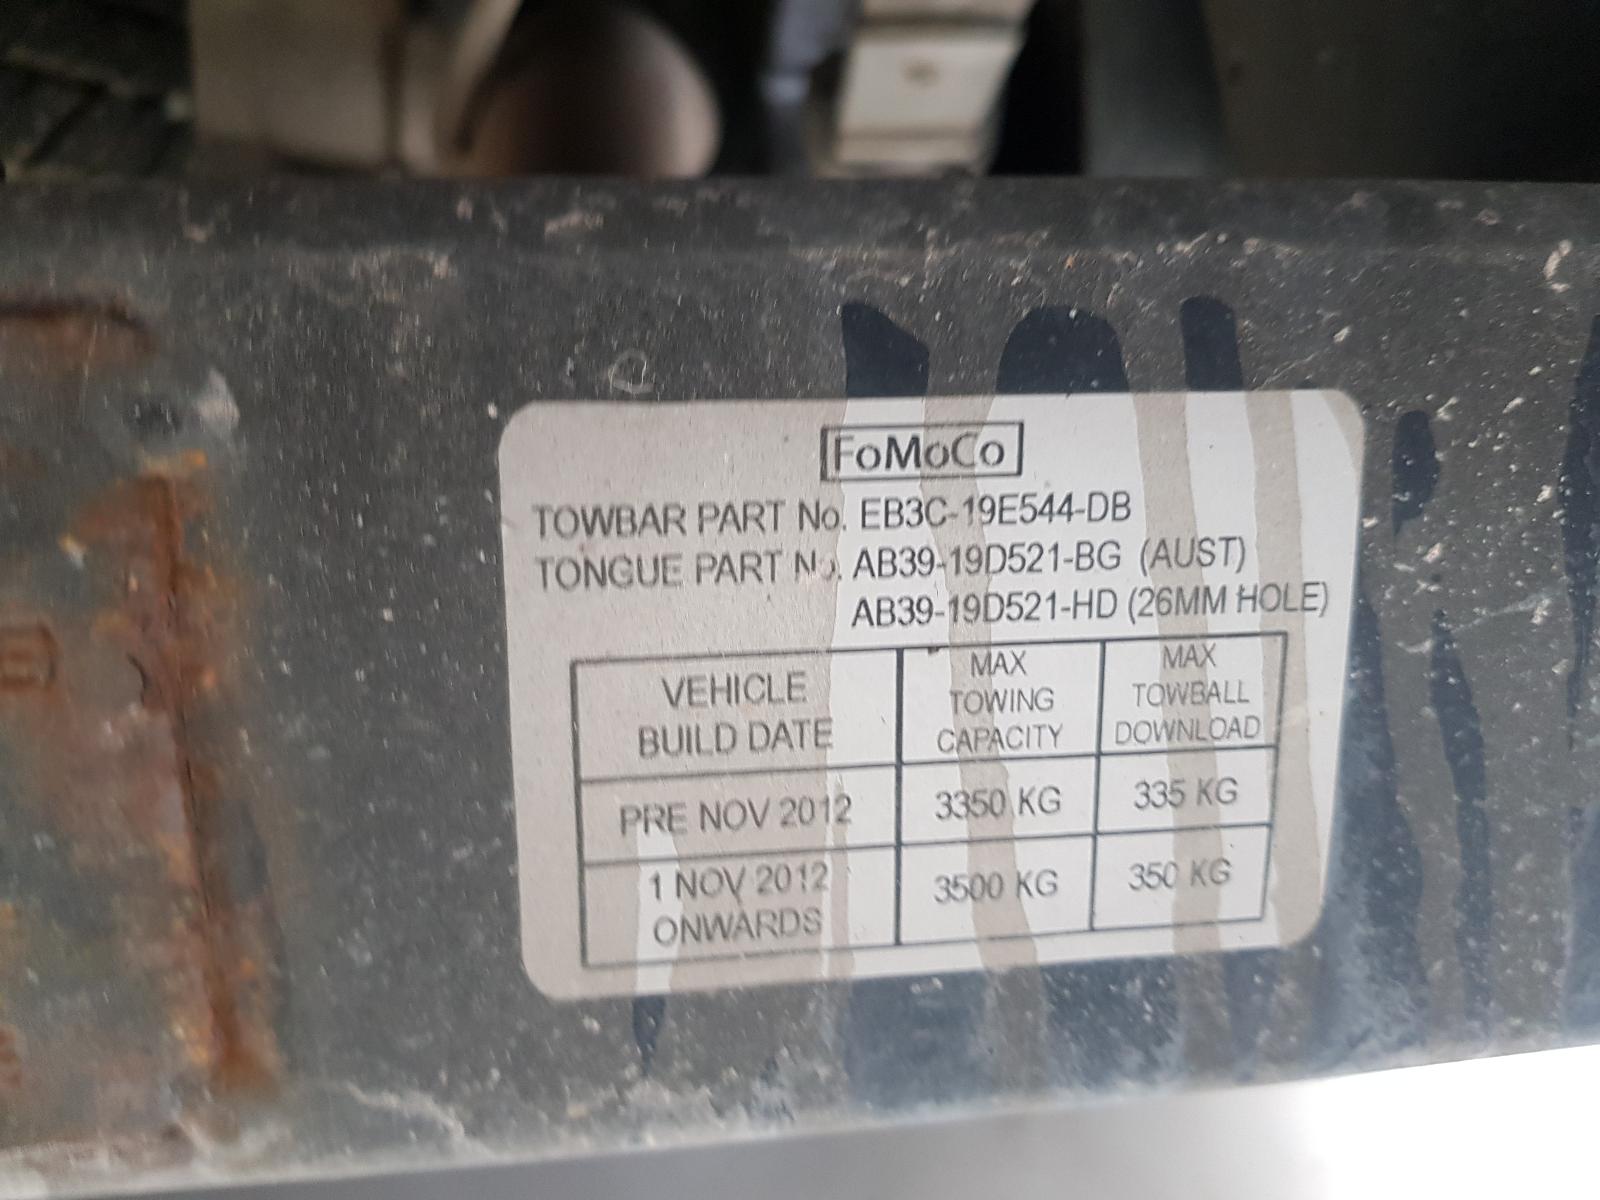 FoMoCo
TOWBAR PART No. EB3C-19E544-DB
TONGUE PART No. AB39-19D521-BG (AUST)
AB39-19D521-HD (26MM HOLE)
VEHICLE
BUILD DATE
MAX
TOWING
CAPACITY
MAX
TOWBALL
DOWNLOAD
PRE NOV 2012
3350 KG
335 KG
1 NOV 2012
ONWARDS
3500 KG
350 KG